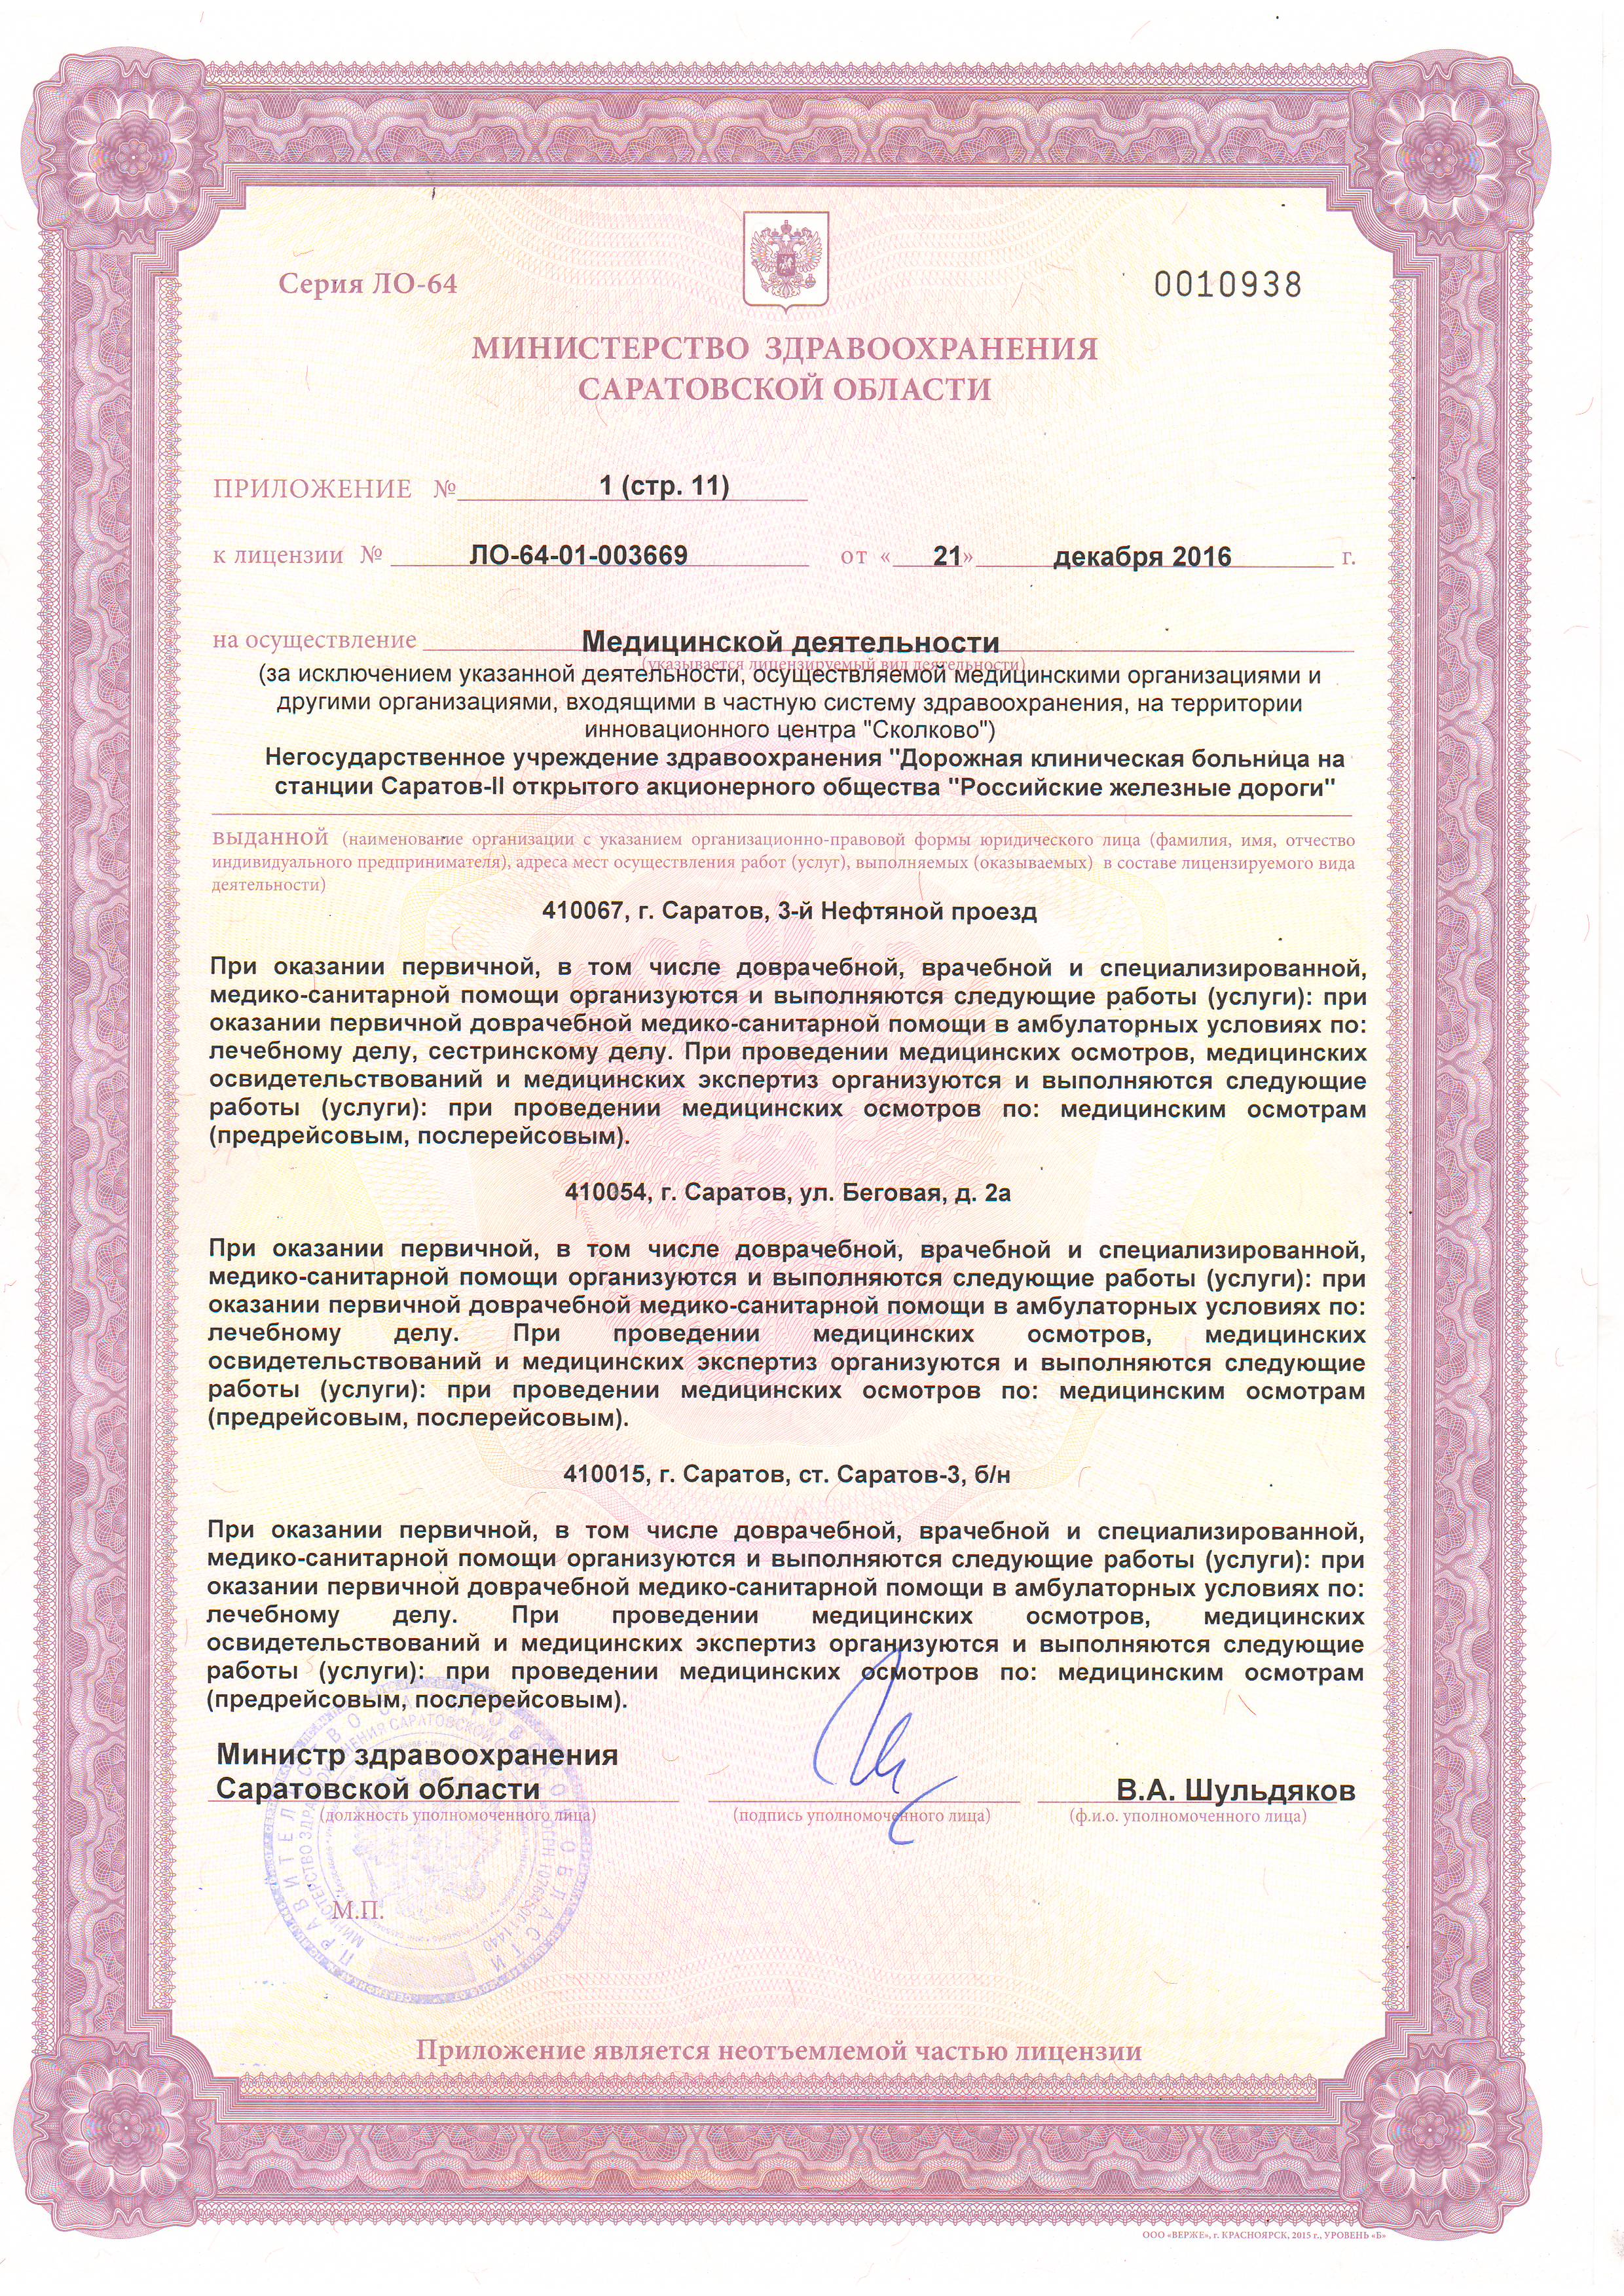 Серия ЛО-64
0010938
МИНИСТЕРСТВО ЗДРАВООХРАНЕНИЯ
САРАТОВСКОЙ ОБЛАСТИ
ПРИЛОЖЕНИЕ № 1 (стр. 11)
к лицензии № ЛО-64-01-003669 от « 21 » декабря 2016 г.
на осуществление Медицинской деятельности
(указывается лицензируемый вид деятельности)
(за исключением указанной деятельности, осуществляемой медицинскими организациями и
другими организациями, входящими в частную систему здравоохранения, на территории
инновационного центра "Сколково")
Негосударственное учреждение здравоохранения "Дорожная клиническая больница на
станции Саратов-II открытого акционерного общества "Российские железные дороги"
выданной (наименование организации с указанием организационно-правовой формы юридического лица (фамилия, имя, отчество
индивидуального предпринимателя), адреса мест осуществления работ (услуг), выполняемых (оказываемых) в составе лицензируемого вида
деятельности)
410067, г. Саратов, 3-й Нефтяной проезд
При оказании первичной, в том числе доврачебной, врачебной и специализированной,
медико-санитарной помощи организуются и выполняются следующие работы (услуги): при
оказании первичной доврачебной медико-санитарной помощи в амбулаторных условиях по:
лечебному делу, сестринскому делу. При проведении медицинских осмотров, медицинских
освидетельствований и медицинских экспертиз организуются и выполняются следующие
работы (услуги): при проведении медицинских осмотров по: медицинским осмотрам
(предрейсовым, послерейсовым).
410054, г. Саратов, ул. Беговая, д. 2а
При оказании первичной, в том числе доврачебной, врачебной и специализированной,
медико-санитарной помощи организуются и выполняются следующие работы (услуги): при
оказании первичной доврачебной медико-санитарной помощи в амбулаторных условиях по:
лечебному делу. При проведении медицинских осмотров, медицинских
освидетельствований и медицинских экспертиз организуются и выполняются следующие
работы (услуги): при проведении медицинских осмотров по: медицинским осмотрам
(предрейсовым, послерейсовым).
410015, г. Саратов, ст. Саратов-3, б/н
При оказании первичной, в том числе доврачебной, врачебной и специализированной,
медико-санитарной помощи организуются и выполняются следующие работы (услуги): при
оказании первичной доврачебной медико-санитарной помощи в амбулаторных условиях по:
лечебному делу. При проведении медицинских осмотров, медицинских
освидетельствований и медицинских экспертиз организуются и выполняются следующие
работы (услуги): при проведении медицинских осмотров по: медицинским осмотрам
(предрейсовым, послерейсовым).
Министр здравоохранения
Саратовской области
В.А. Шульдяков
(должность уполномоченного лица)
(подпись уполномоченного лица)
(ф.и.о. уполномоченного лица)
ПРАВИТЕЛЬСТВО САРАТОВСКОЙ ОБЛАСТИ
М.П.
Приложение является неотъемлемой частью лицензии
ООО «ВЕРЖЕ», г. КРАСНОЯРСК, 2015 г., УРОВЕНЬ «Б»